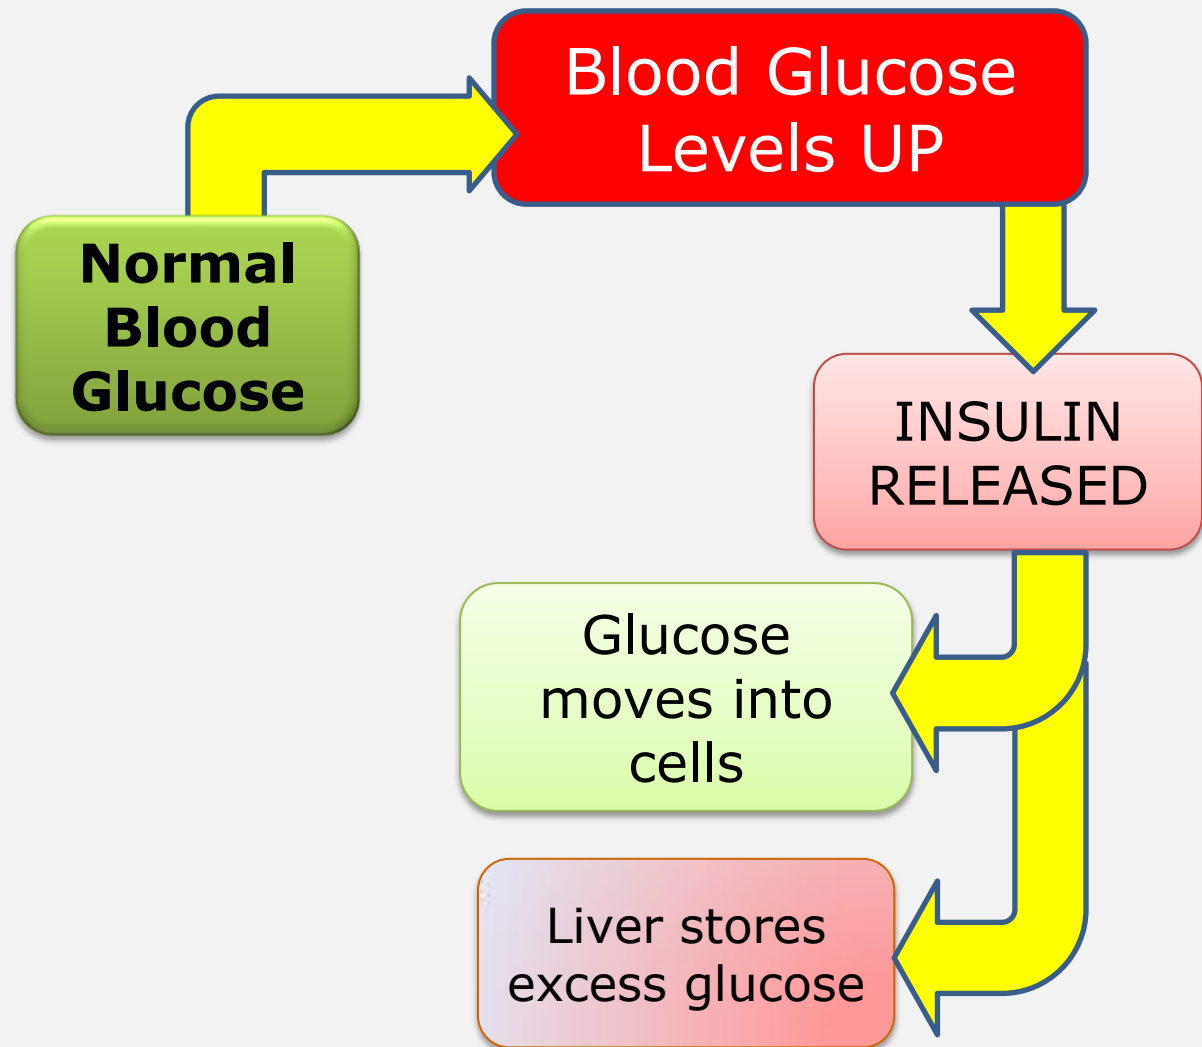 Blood Glucose
Levels UP
Normal
Blood
Glucose
INSULIN
RELEASED
Glucose
moves into
cells
Liver stores
excess glucose